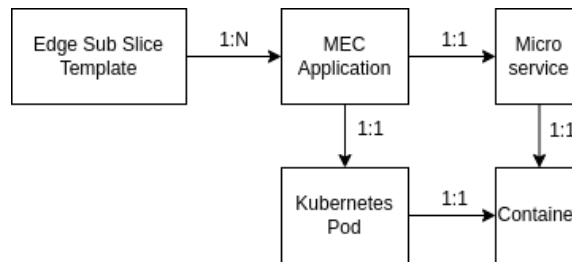 Edge Sub Slice
Template
1:N
MEC
Application
1:1
Micro
service
1:1
1:1
Kubernetes
Pod
1:1
Containe